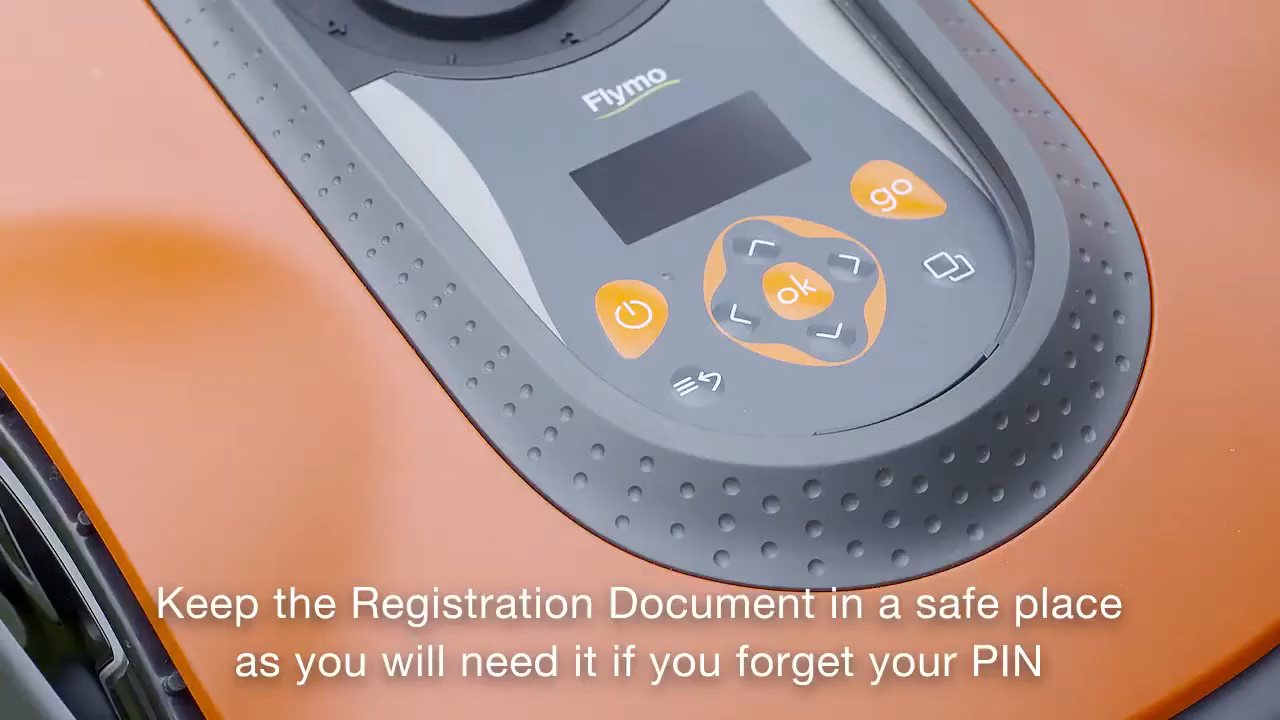 Flymo
go
ok
Keep the Registration Document in a safe place
as you will need it if you forget your PIN